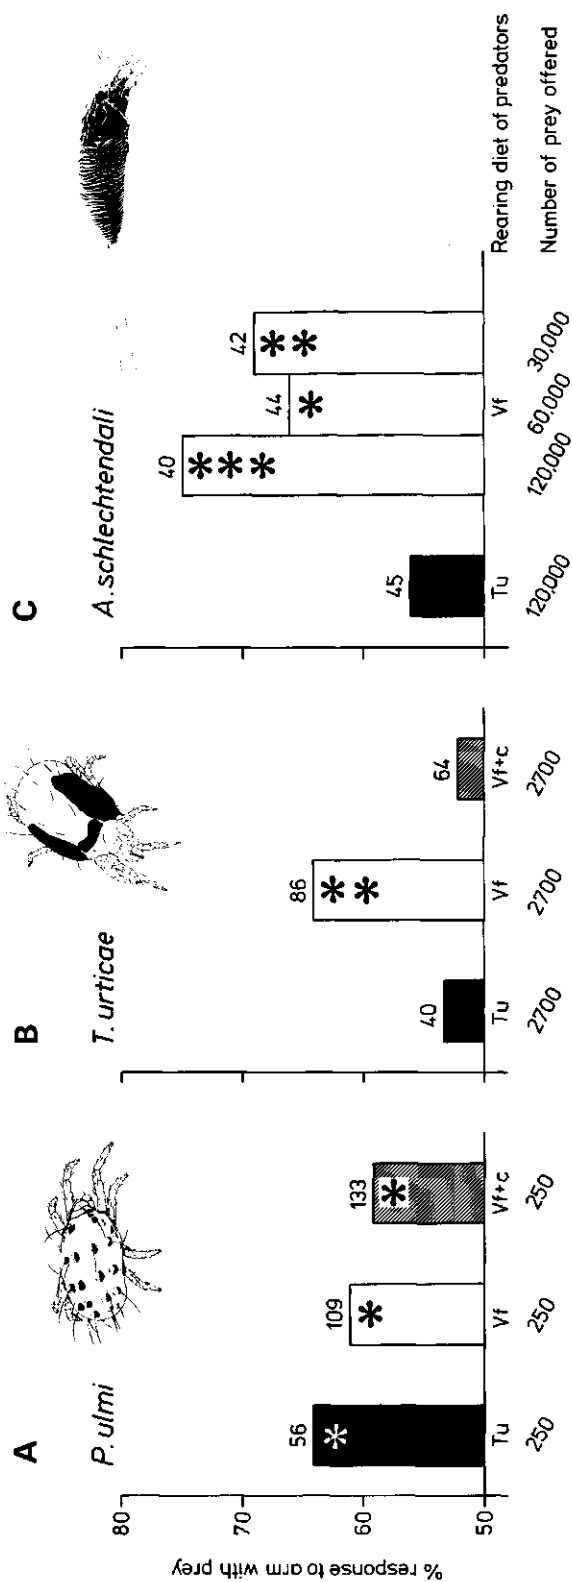 A
P. ulmi
% response to arm with prey
80
70
60
50
56
*
109
*
133
*
Tu
Vf
Vf+c
250
250
250
B
T. urticae
40
86
**
64
Tu
Vf
Vf+c
2700
2700
2700
C
A. schlechtendali
45
40
***
44
*
42
**
Tu
Vf
Rearing diet of predators
120,000
120,000
60,000
30,000
Number of prey offered